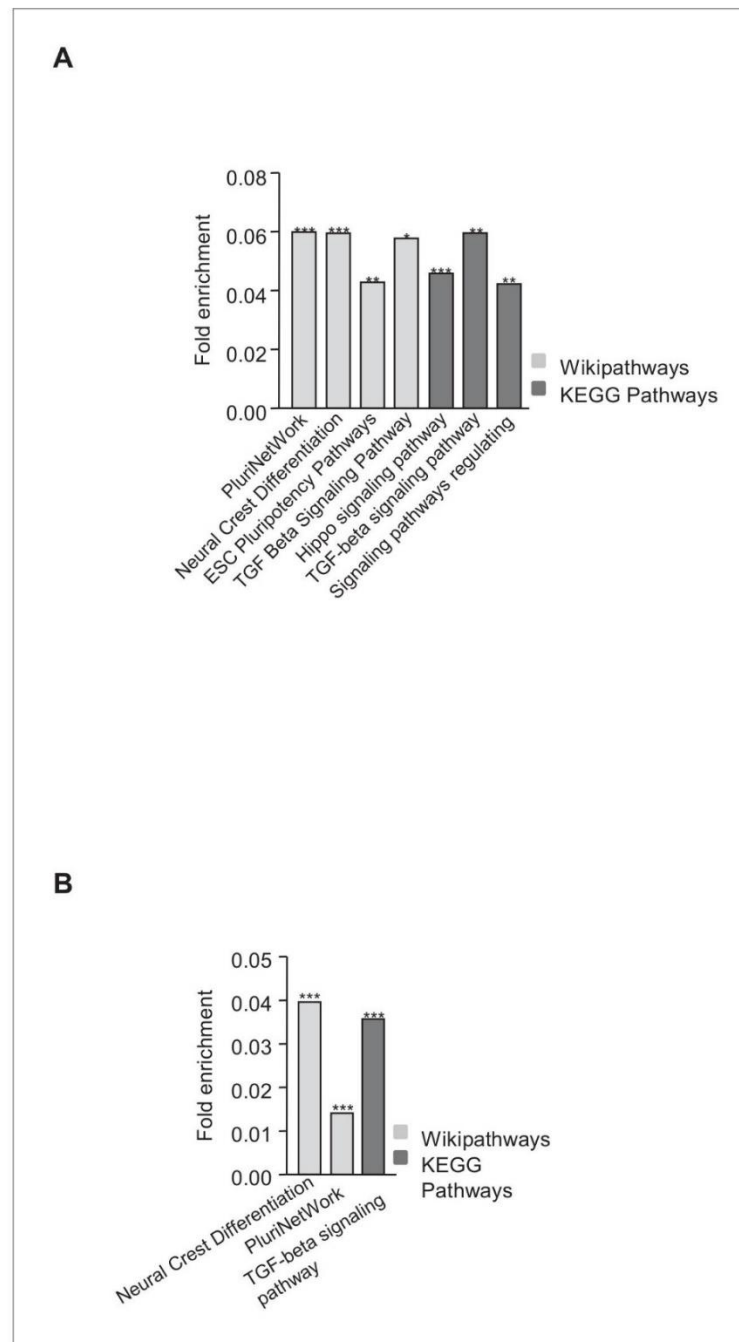 A
0.08
0.06
0.04
0.02
0.00
Fold enrichment
*** *** ** * *** ** **
Wikipathways
KEGG Pathways
PluriNetWork
Neural Crest Differentiation
ESC Pluripotency Pathways
TGF Beta Signaling Pathway
Hippo signaling pathway
TGF-beta signaling pathway
Signaling pathways regulating
B
0.05
0.04
0.03
0.02
0.01
0.00
Fold enrichment
*** *** ***
Wikipathways
KEGG
Pathways
Neural Crest Differentiation
PluriNetWork
TGF-beta signaling
pathway